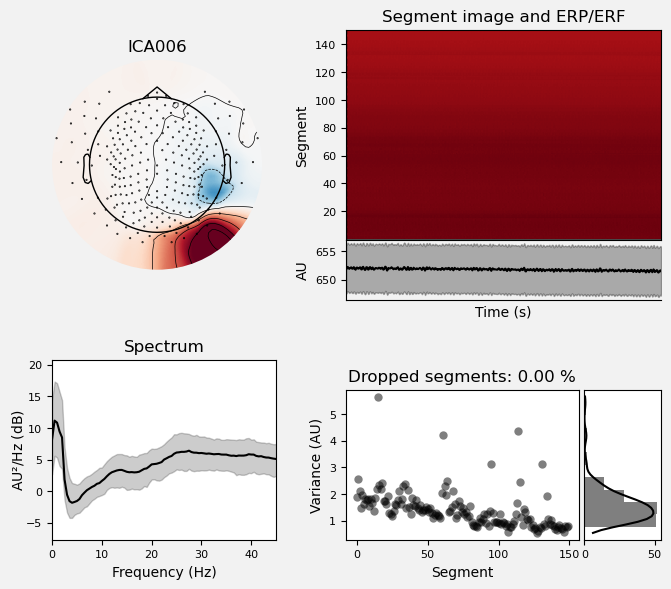 ICA006
Segment image and ERP/ERF
Segment
140
120
100
80
60
40
20
AU
655
650
Time (s)
Spectrum
AU²/Hz (dB)
20
15
10
5
0
−5
0 10 20 30 40
Frequency (Hz)
Dropped segments: 0.00 %
Variance (AU)
5
4
3
2
1
0 50 100 150
Segment
0 50